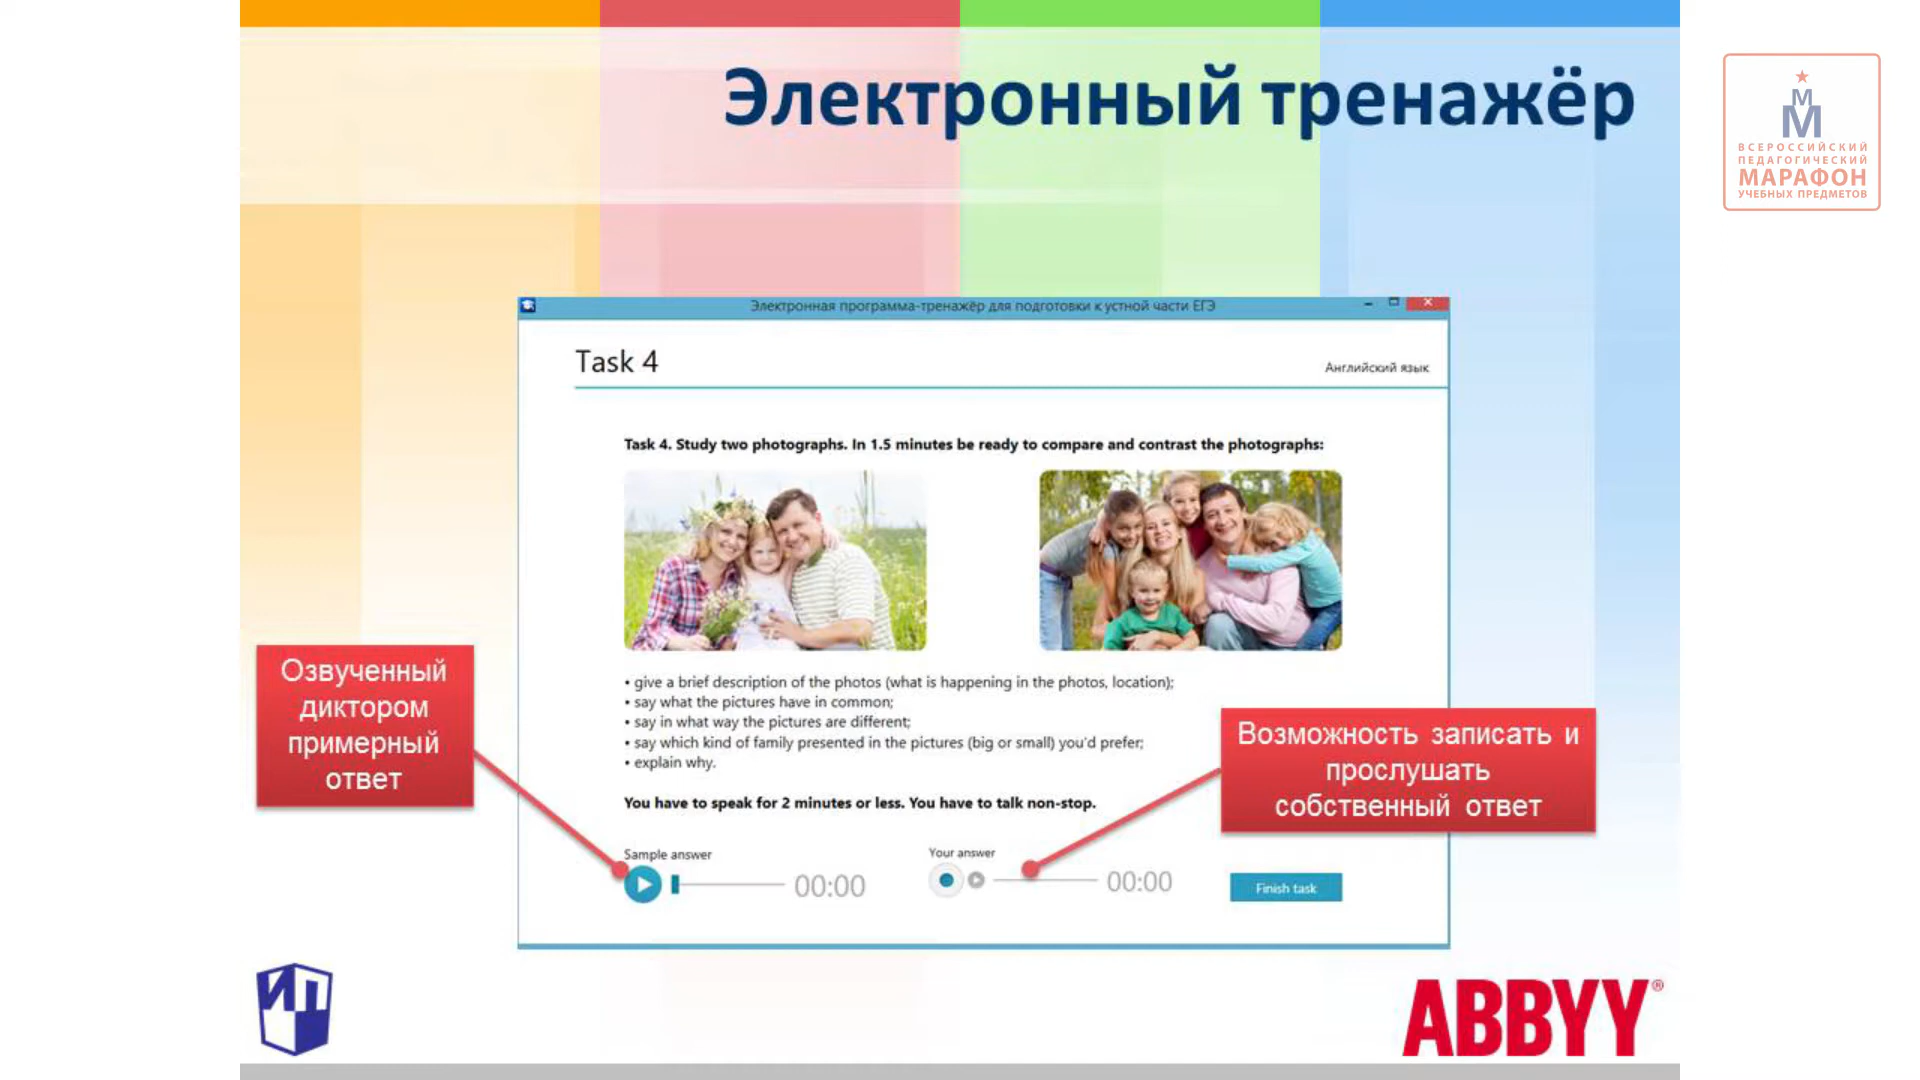 Электронный тренажёр
М
М
ВСЕРОССИЙСКИЙ
ПЕДАГОГИЧЕСКИЙ
МАРАФОН
УЧЕБНЫХ ПРЕДМЕТОВ
Электронная программа-тренажёр для подготовки к устной части ЕГЭ
Task 4
Английский язык
Task 4. Study two photographs. In 1.5 minutes be ready to compare and contrast the photographs:
• give a brief description of the photos (what is happening in the photos, location);
• say what the pictures have in common;
• say in what way the pictures are different;
• say which kind of family presented in the pictures (big or small) you'd prefer;
• explain why.
You have to speak for 2 minutes or less. You have to talk non-stop.
Озвученный
диктором
примерный
ответ
Возможность записать и
прослушать
собственный ответ
Sample answer
00:00
Your answer
00:00
Finish task
ИП
ABBYY®